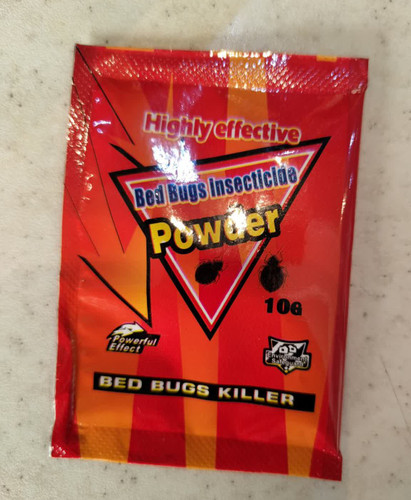 Highly effective
Bed Bugs insecticide
Powder
10G
Powerful
Effect
BED BUGS KILLER